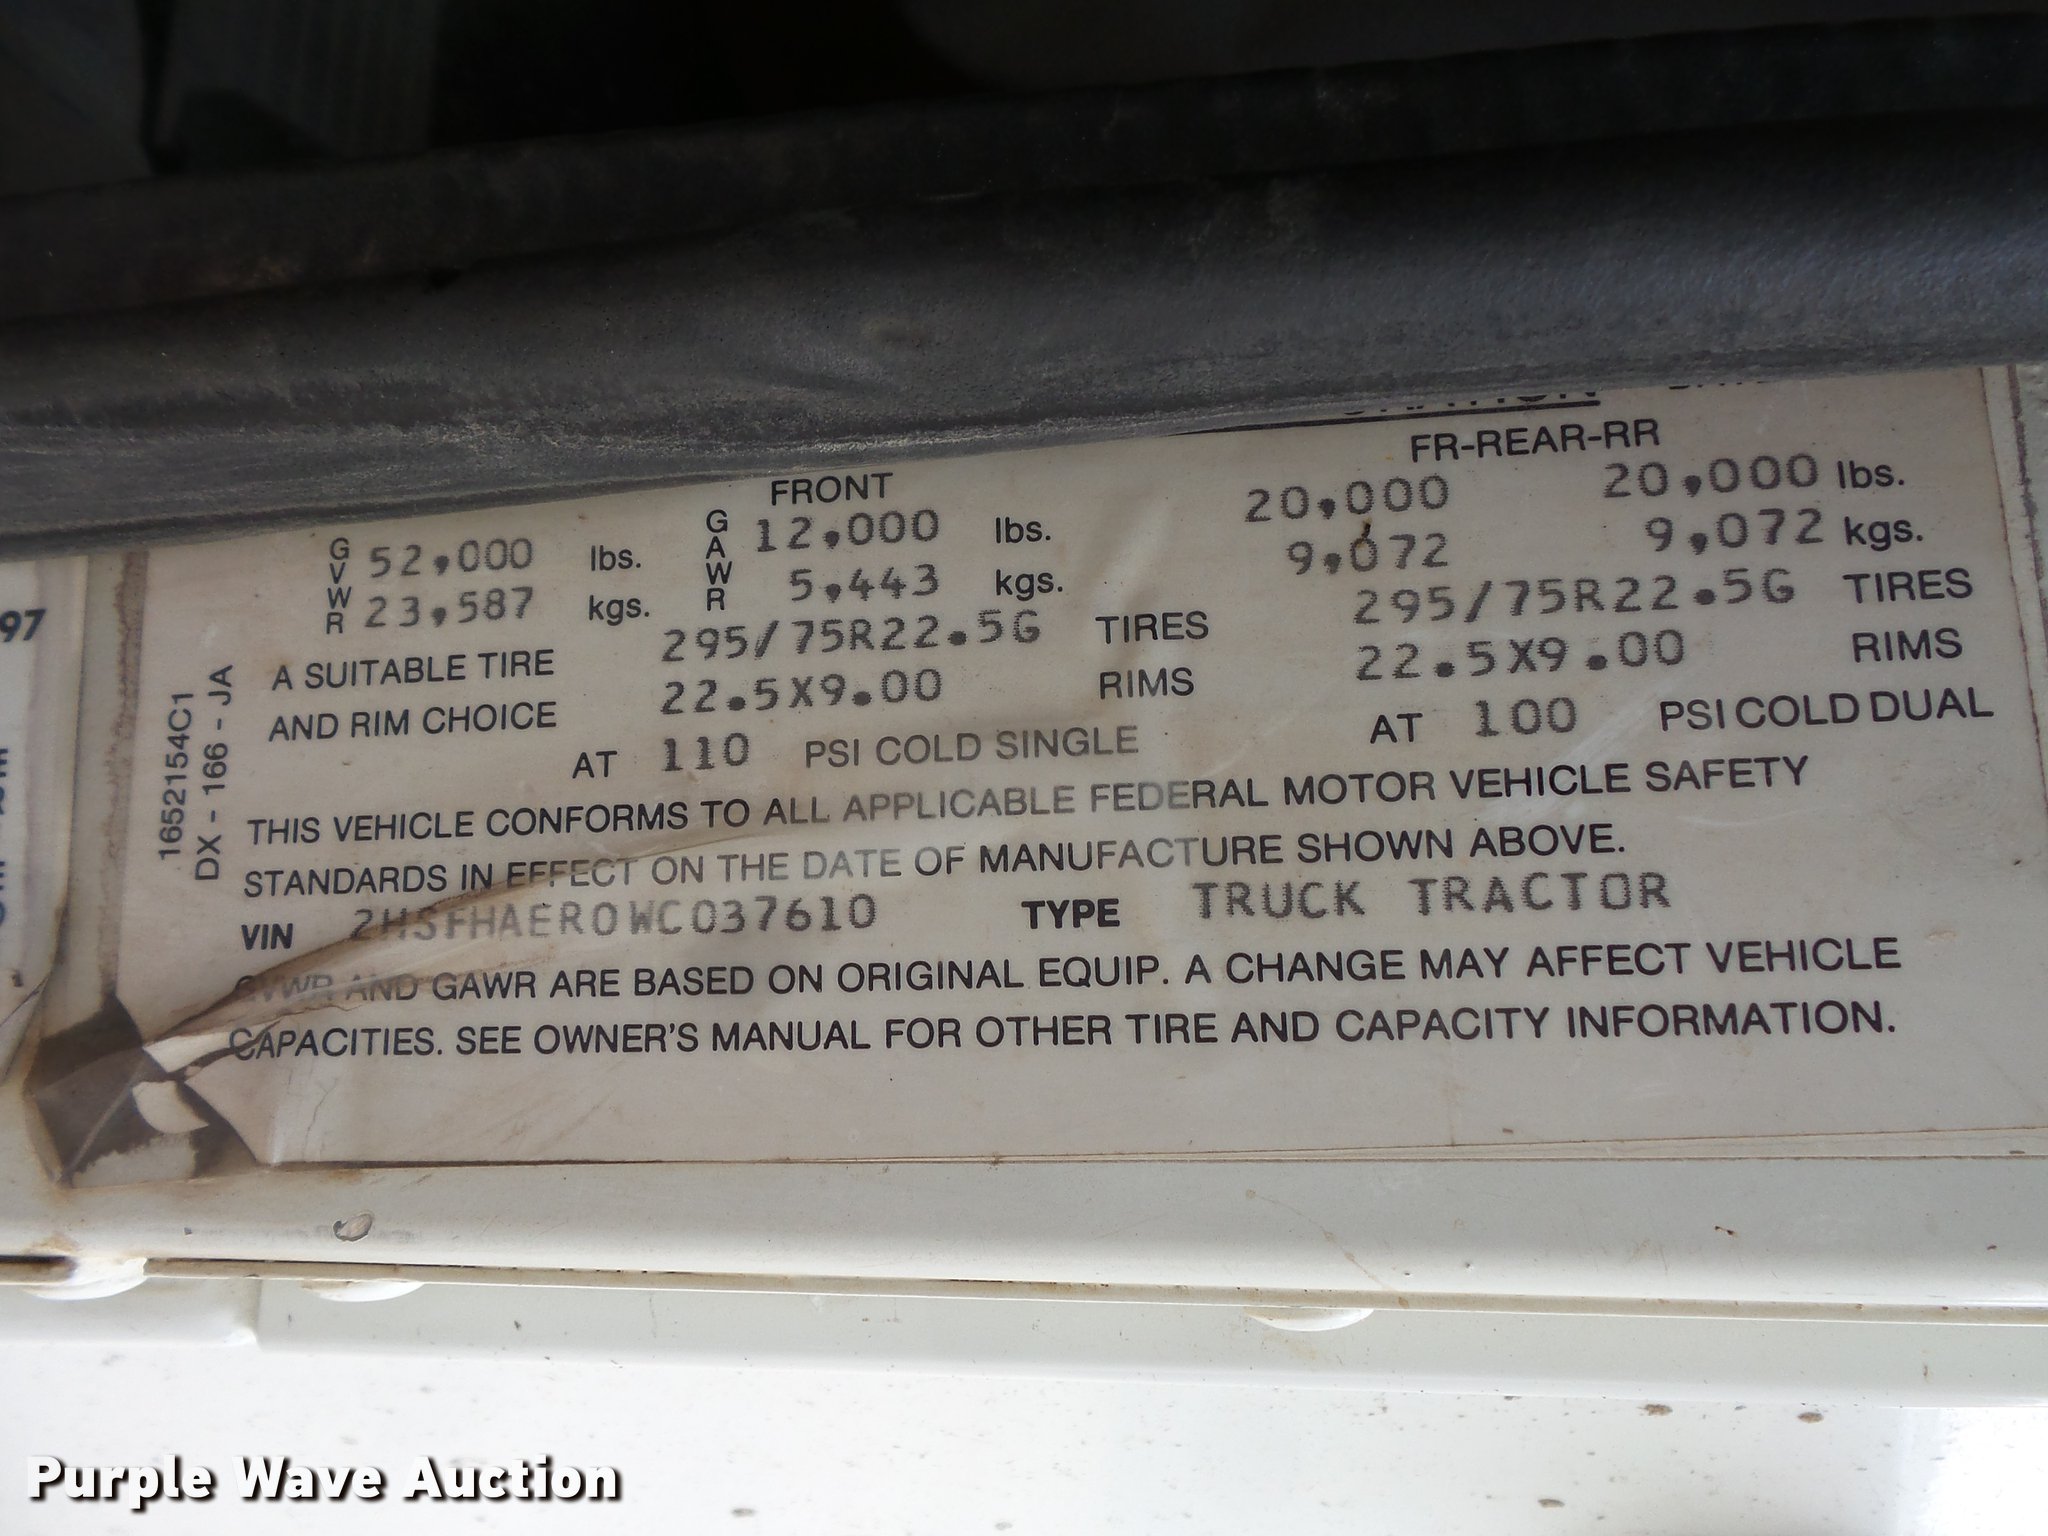 FR-REAR-RR
FRONT
GVWR 52,000 lbs. GAWR 12,000 lbs. 20,000 20,000 lbs.
23,587 kgs. 5,443 kgs. 9,072 9,072 kgs.
A SUITABLE TIRE 295/75R22.5G TIRES 295/75R22.5G TIRES
AND RIM CHOICE 22.5X9.00 RIMS 22.5X9.00 RIMS
AT 110 PSI COLD SINGLE AT 100 PSI COLD DUAL
THIS VEHICLE CONFORMS TO ALL APPLICABLE FEDERAL MOTOR VEHICLE SAFETY
STANDARDS IN EFFECT ON THE DATE OF MANUFACTURE SHOWN ABOVE.
VIN 2HSFHAER0WC037610 TYPE TRUCK TRACTOR
GVWR AND GAWR ARE BASED ON ORIGINAL EQUIP. A CHANGE MAY AFFECT VEHICLE
CAPACITIES. SEE OWNER'S MANUAL FOR OTHER TIRE AND CAPACITY INFORMATION.
1652154C1
DX - 166 - JA
97
Purple Wave Auction